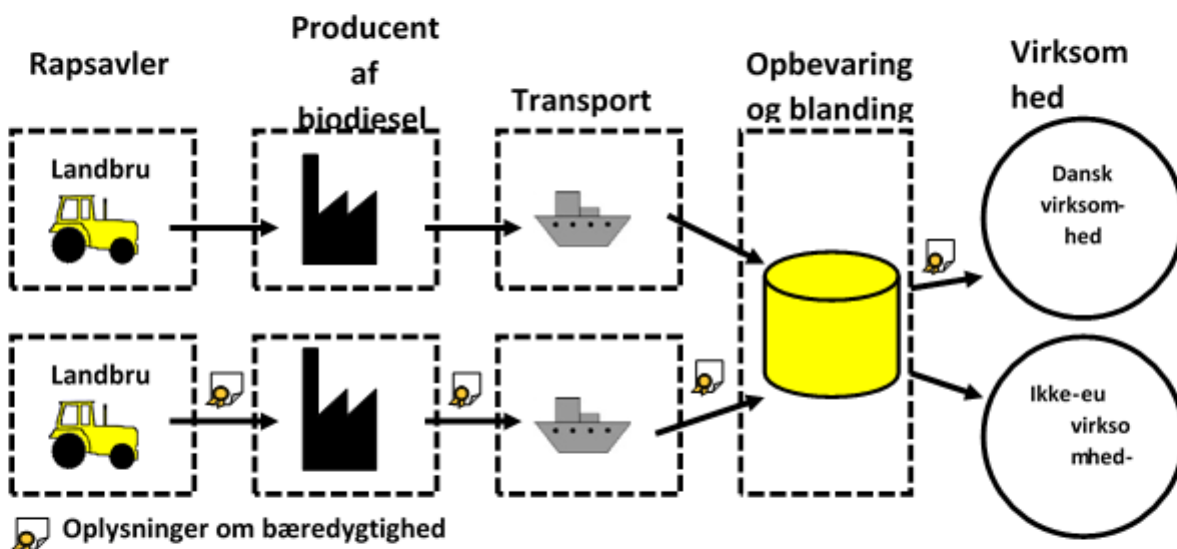 Rapsavler
Producent
af
biodiesel
Transport
Opbevaring
og blanding
Virksom
hed
Landbru
Dansk
virksom-
hed
Landbru
Ikke-eu
virkso
mhed-
Oplysninger om bæredygtighed